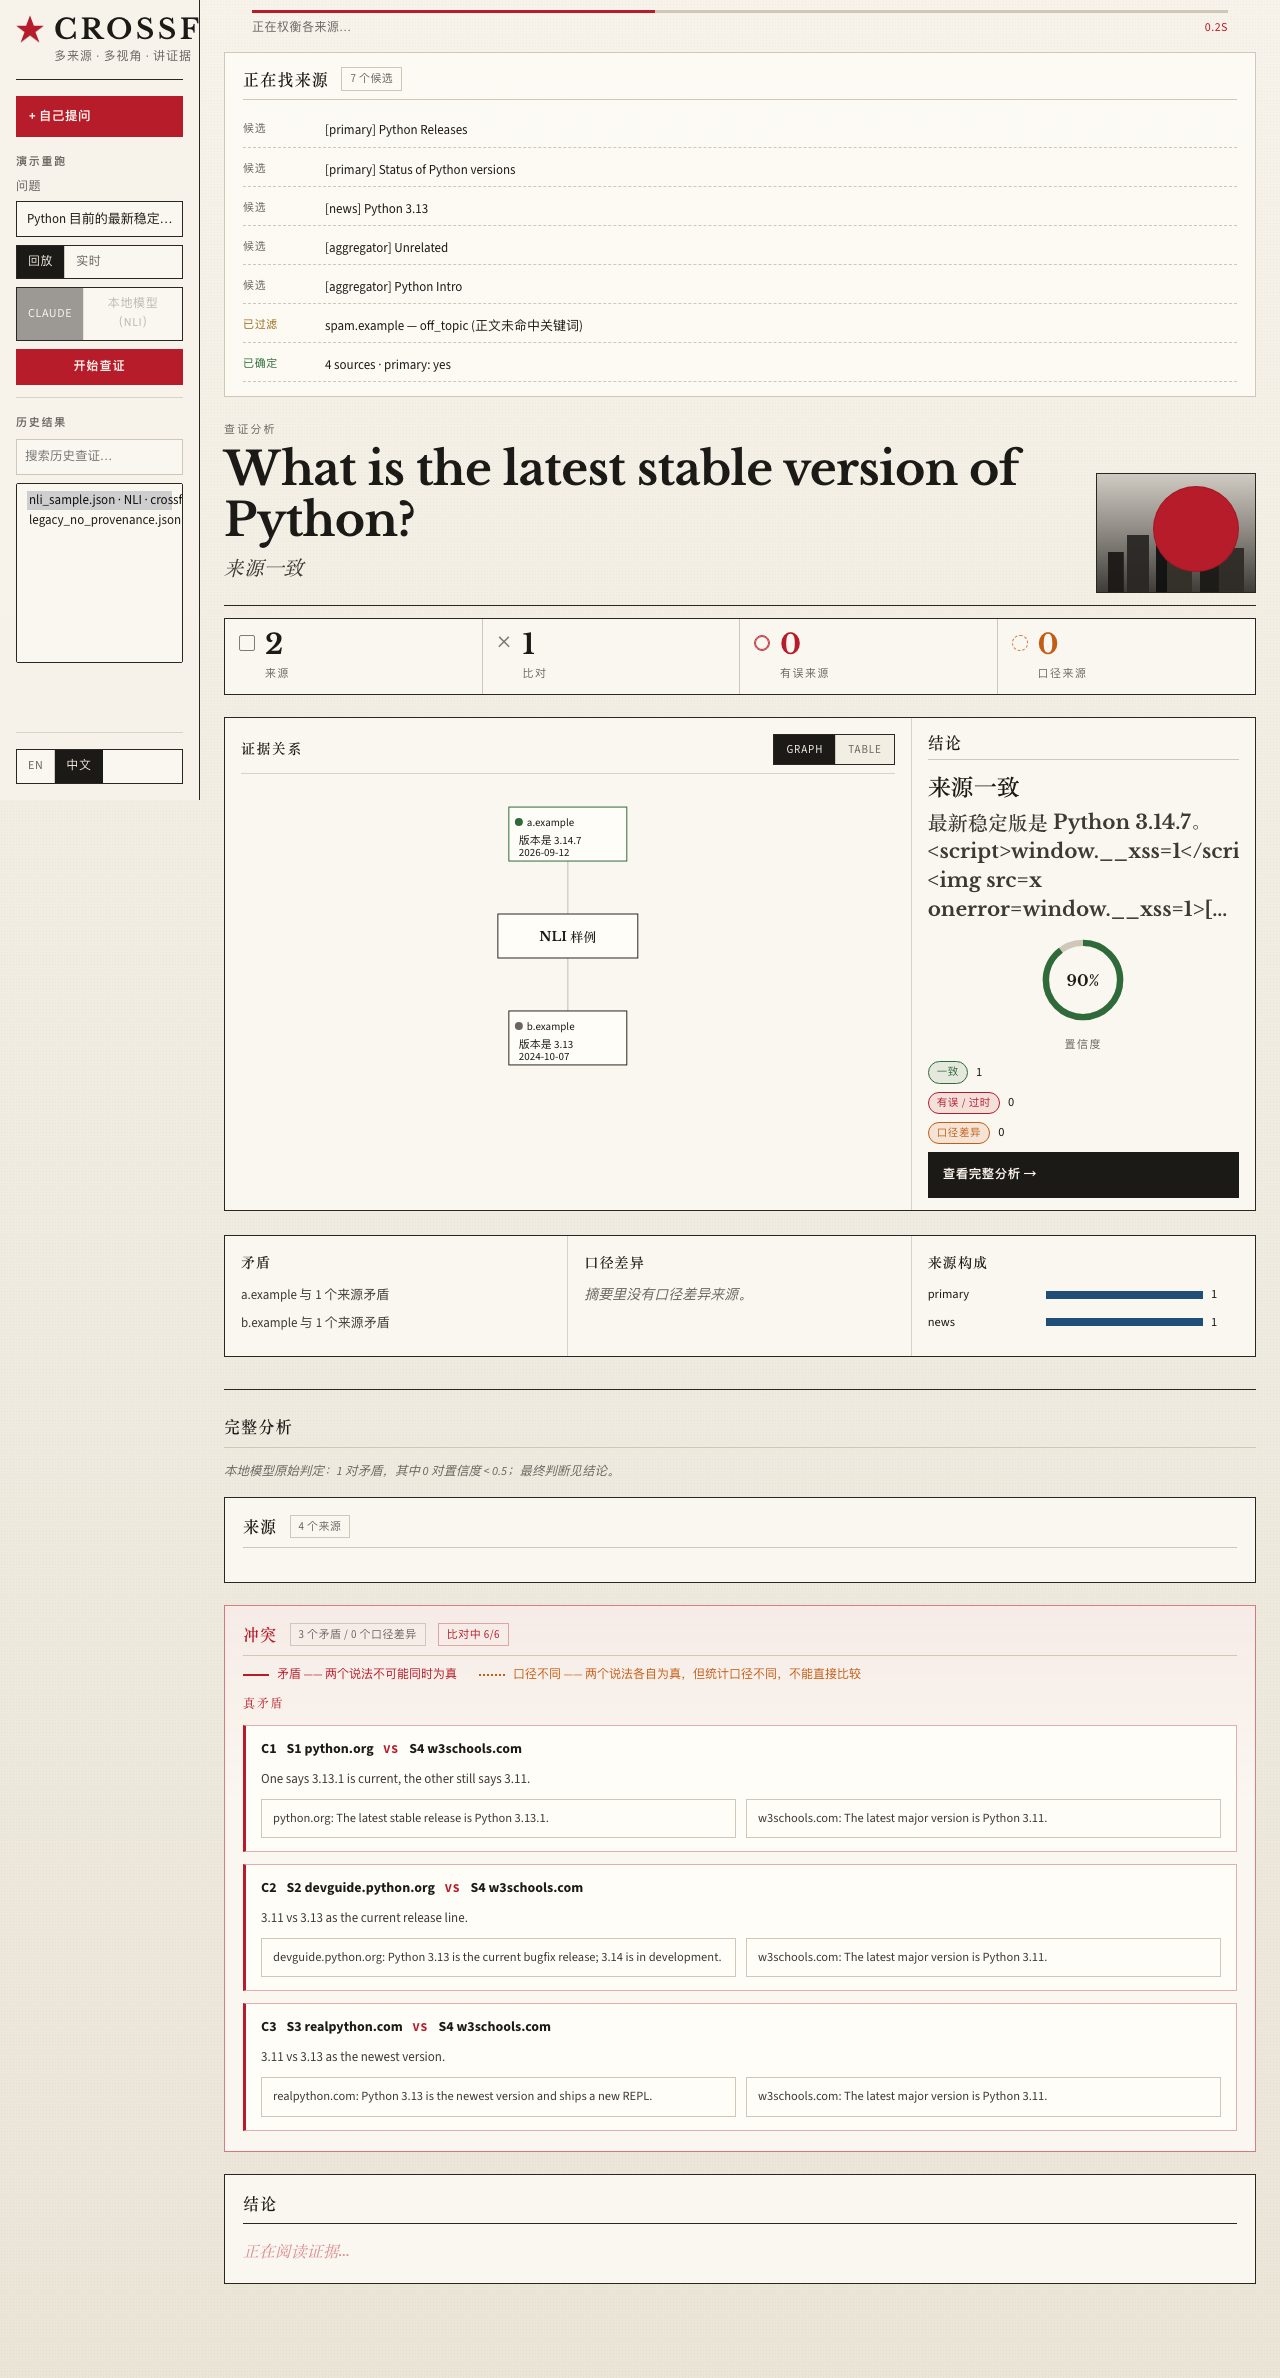 ★ CROSSF
多来源 · 多视角 · 讲证据
+ 自己提问
演示重跑
问题
Python 目前的最新稳定…
回放 实时
CLAUDE 本地模型
(NLI)
开始查证
历史结果
搜索历史查证…
nli_sample.json · NLI · crossf
legacy_no_provenance.json
EN 中文
正在权衡各来源… 0.2S
正在找来源 7 个候选
候选 [primary] Python Releases
候选 [primary] Status of Python versions
候选 [news] Python 3.13
候选 [aggregator] Unrelated
候选 [aggregator] Python Intro
已过滤 spam.example — off_topic (正文未命中关键词)
已确定 4 sources · primary: yes
查证分析
What is the latest stable version of
Python?
来源一致
2 来源
× 1 比对
0 有误来源
0 口径来源
证据关系 GRAPH TABLE
a.example
版本是 3.14.7
2026-09-12
NLI 样例
b.example
版本是 3.13
2024-10-07
结论
来源一致
最新稳定版是 Python 3.14.7。
<script>window.__xss=1</scri
<img src=x
onerror=window.__xss=1>[…
90%
置信度
一致 1
有误 / 过时 0
口径差异 0
查看完整分析 →
矛盾
a.example 与 1 个来源矛盾
b.example 与 1 个来源矛盾
口径差异
摘要里没有口径差异来源。
来源构成
primary 1
news 1
完整分析
本地模型原始判定：1 对矛盾，其中 0 对置信度 < 0.5；最终判断见结论。
来源 4 个来源
冲突 3 个矛盾 / 0 个口径差异 比对中 6/6
矛盾 —— 两个说法不可能同时为真 口径不同 —— 两个说法各自为真，但统计口径不同，不能直接比较
真矛盾
C1 S1 python.org VS S4 w3schools.com
One says 3.13.1 is current, the other still says 3.11.
python.org: The latest stable release is Python 3.13.1. w3schools.com: The latest major version is Python 3.11.
C2 S2 devguide.python.org VS S4 w3schools.com
3.11 vs 3.13 as the current release line.
devguide.python.org: Python 3.13 is the current bugfix release; 3.14 is in development. w3schools.com: The latest major version is Python 3.11.
C3 S3 realpython.com VS S4 w3schools.com
3.11 vs 3.13 as the newest version.
realpython.com: Python 3.13 is the newest version and ships a new REPL. w3schools.com: The latest major version is Python 3.11.
结论
正在阅读证据…